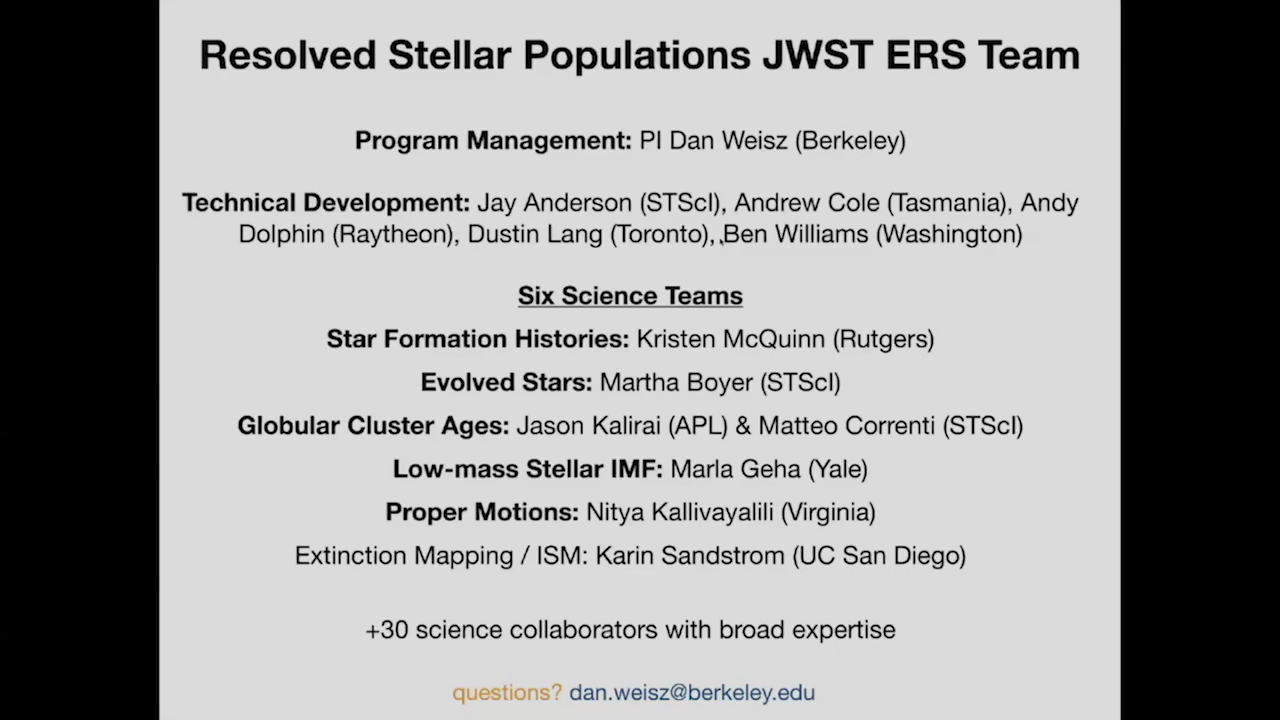 Resolved Stellar Populations JWST ERS Team
Program Management: PI Dan Weisz (Berkeley)
Technical Development: Jay Anderson (STScI), Andrew Cole (Tasmania), Andy
Dolphin (Raytheon), Dustin Lang (Toronto), Ben Williams (Washington)
Six Science Teams
Star Formation Histories: Kristen McQuinn (Rutgers)
Evolved Stars: Martha Boyer (STScI)
Globular Cluster Ages: Jason Kalirai (APL) & Matteo Correnti (STScI)
Low-mass Stellar IMF: Marla Geha (Yale)
Proper Motions: Nitya Kallivayalili (Virginia)
Extinction Mapping / ISM: Karin Sandstrom (UC San Diego)
+30 science collaborators with broad expertise
questions? dan.weisz@berkeley.edu